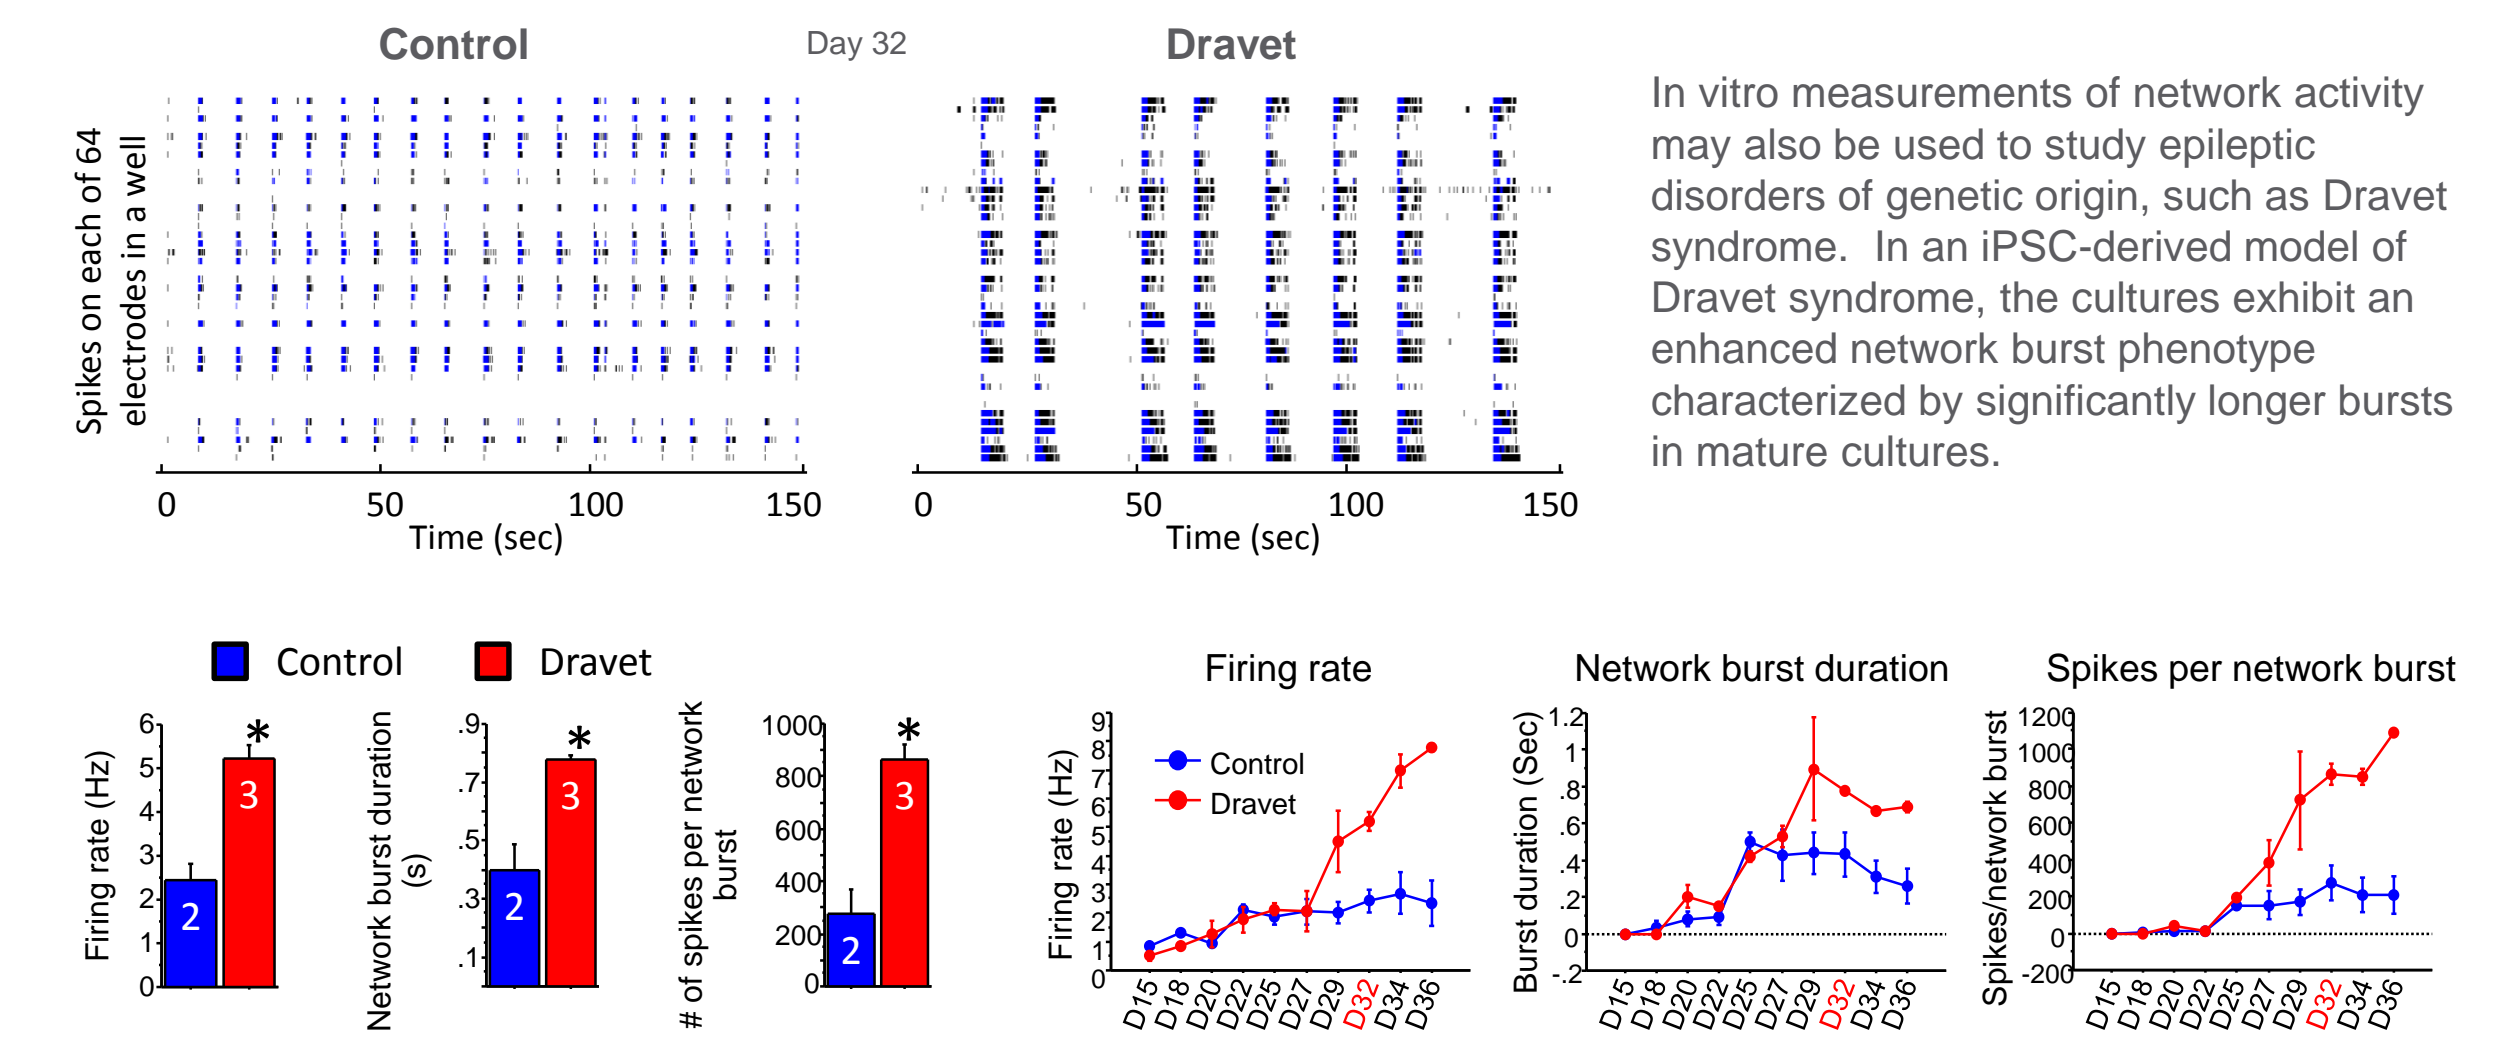 Control
Day 32
Dravet
Spikes on each of 64
electrodes in a well
0
50
100
150
Time (sec)
0
50
100
150
Time (sec)
In vitro measurements of network activity
may also be used to study epileptic
disorders of genetic origin, such as Dravet
syndrome.  In an iPSC-derived model of
Dravet syndrome, the cultures exhibit an
enhanced network burst phenotype
characterized by significantly longer bursts
in mature cultures.
Control
Dravet
Firing rate (Hz)
6
5
4
3
2
1
0
2
3
*
Network burst duration
(s)
.9
.7
.5
.3
.1
2
3
*
# of spikes per network
burst
1000
800
600
400
200
0
2
3
*
Firing rate
Firing rate (Hz)
9
8
7
6
5
4
3
2
1
0
Control
Dravet
D15
D18
D20
D22
D25
D27
D29
D32
D34
D36
Network burst duration
Burst duration (Sec)
1.2
1
.8
.6
.4
.2
0
-.2
D15
D18
D20
D22
D25
D27
D29
D32
D34
D36
Spikes per network burst
Spikes/network burst
1200
1000
800
600
400
200
0
-200
D15
D18
D20
D22
D25
D27
D29
D32
D34
D36